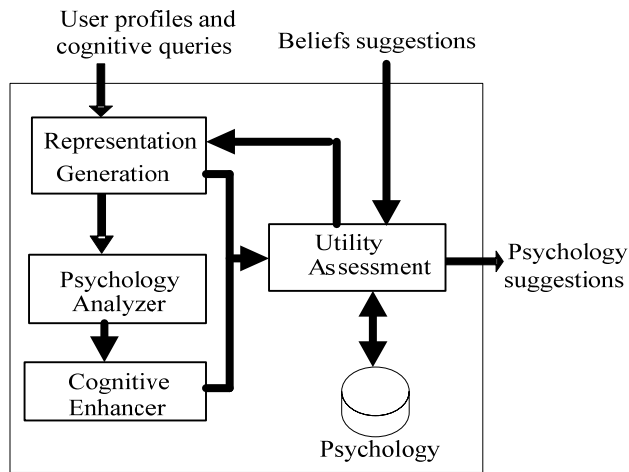 User profiles and
cognitive queries
Beliefs suggestions
Representation
Generation
Utility
Assessment
Psychology
suggestions
Psychology
Analyzer
Cognitive
Enhancer
Psychology